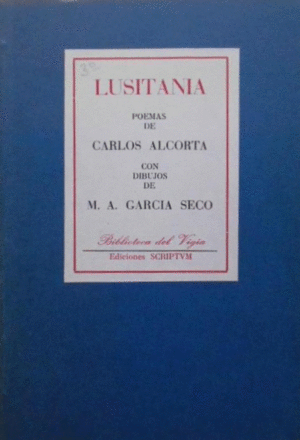 LUSITANIA
POEMAS
DE
CARLOS ALCORTA
CON
DIBUJOS
DE
M. A. GARCIA SECO
Biblioteca del Vigía
Ediciones SCRIPTVM